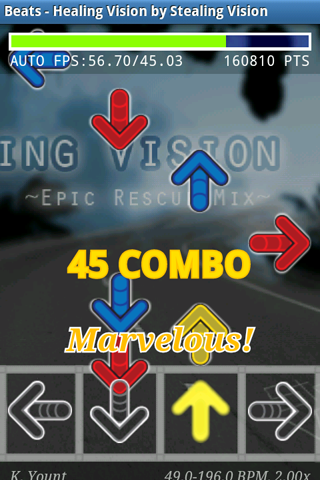 Beats - Healing Vision by Stealing Vision
AUTO FPS:56.70/45.03 160810 PTS
ING VISION
~Epic Rescue Mix~
45 COMBO
Marvelous!
K. Yount 49.0-196.0 BPM, 2.00x